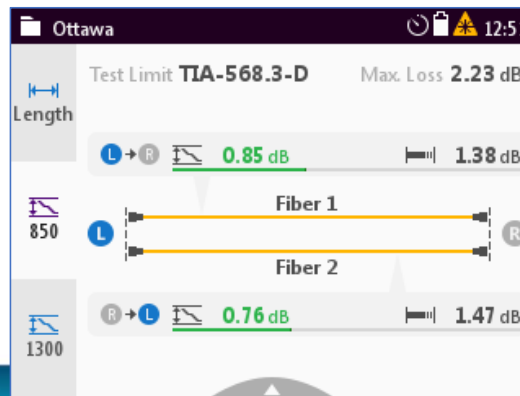 Ottawa 12:5
Test Limit TIA-568.3-D Max. Loss 2.23 dB
Length
L R 0.85 dB 1.38 dB
Fiber 1
850 L R
Fiber 2
R L 0.76 dB 1.47 dB
1300